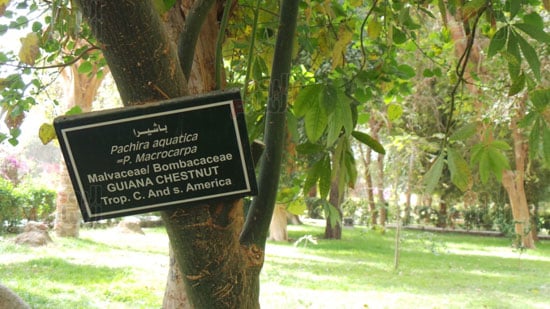 باشيرا
Pachira aquatica
=P. Macrocarpa
Malvaceae/ Bombacaceae
GUIANA CHESTNUT
Trop. C. And s. America